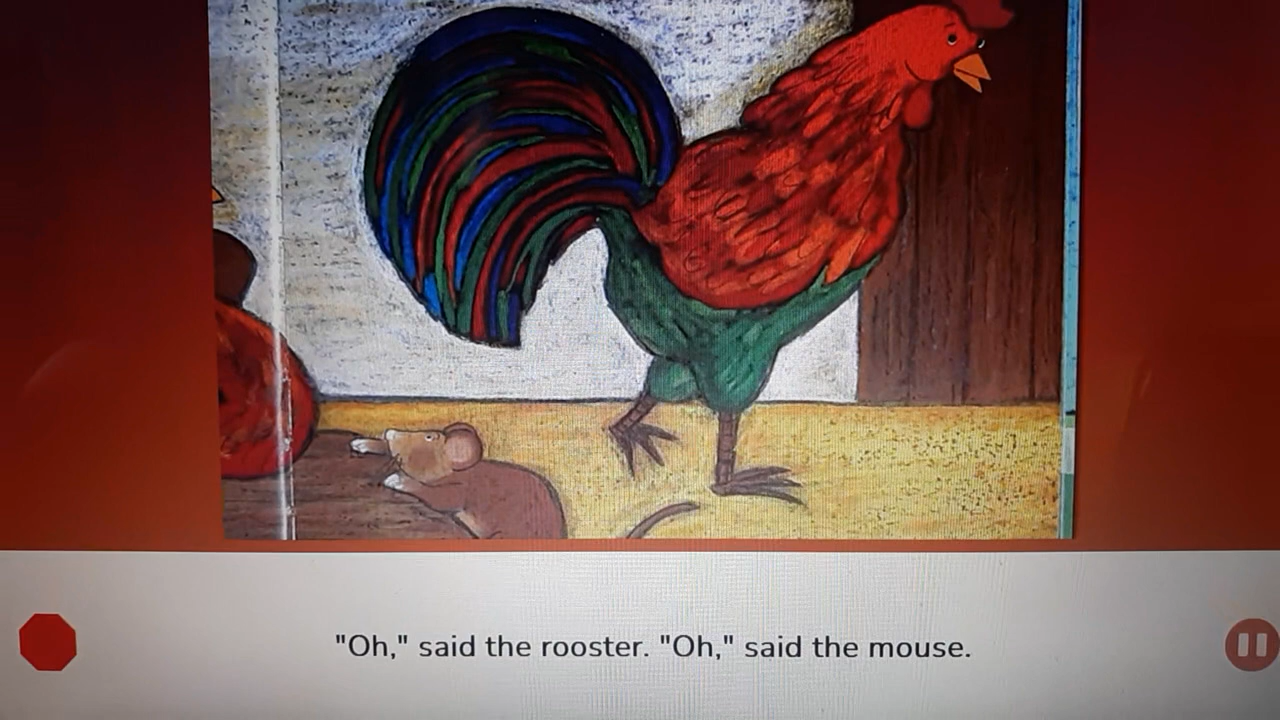 "Oh," said the rooster. "Oh," said the mouse.